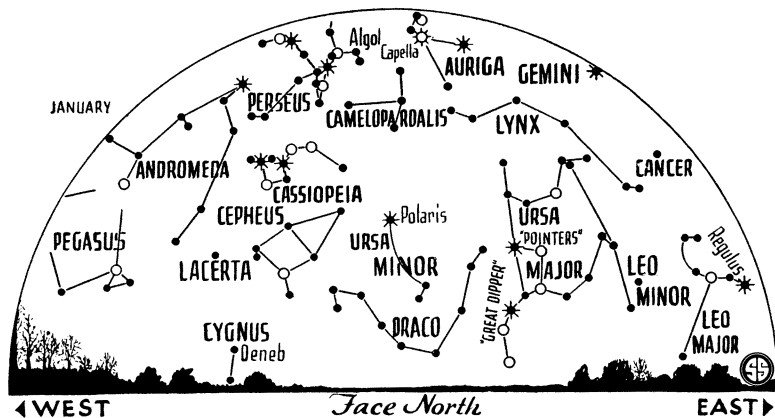 Algol
Capella
AURIGA
GEMINI
JANUARY
PERSEUS
CAMELOPARDALIS
LYNX
ANDROMEDA
CANCER
CASSIOPEIA
CEPHEUS
Polaris
URSA
"POINTERS"
MAJOR
PEGASUS
URSA
MINOR
Regulus
LACERTA
LEO
MINOR
"GREAT DIPPER"
CYGNUS
Deneb
DRACO
LEO
MAJOR
WEST
Face North
EAST